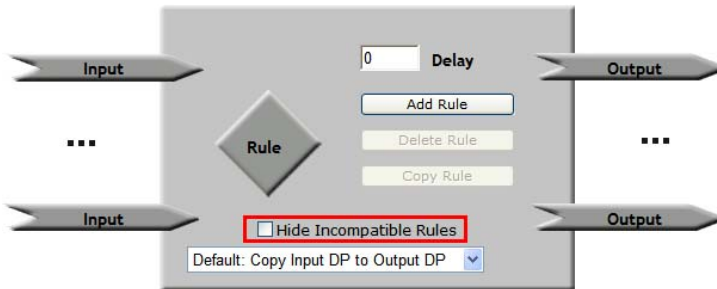 0 Delay
Input Output
Add Rule
Rule Delete Rule
... ...
Copy Rule
Input Output
Hide Incompatible Rules
Default: Copy Input DP to Output DP